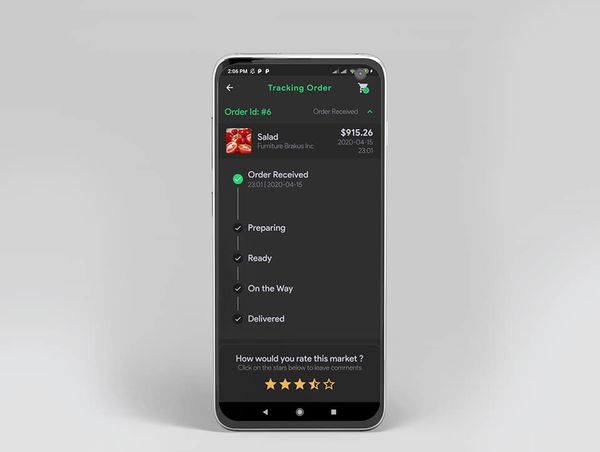 2:06 PM
Tracking Order
Order Id: #6
Order Received
Salad
$915.26
Furniture Brakus Inc
2020-04-15
23:01
Order Received
23:01 | 2020-04-15
Preparing
Ready
On the Way
Delivered
How would you rate this market ?
Click on the stars below to leave comments